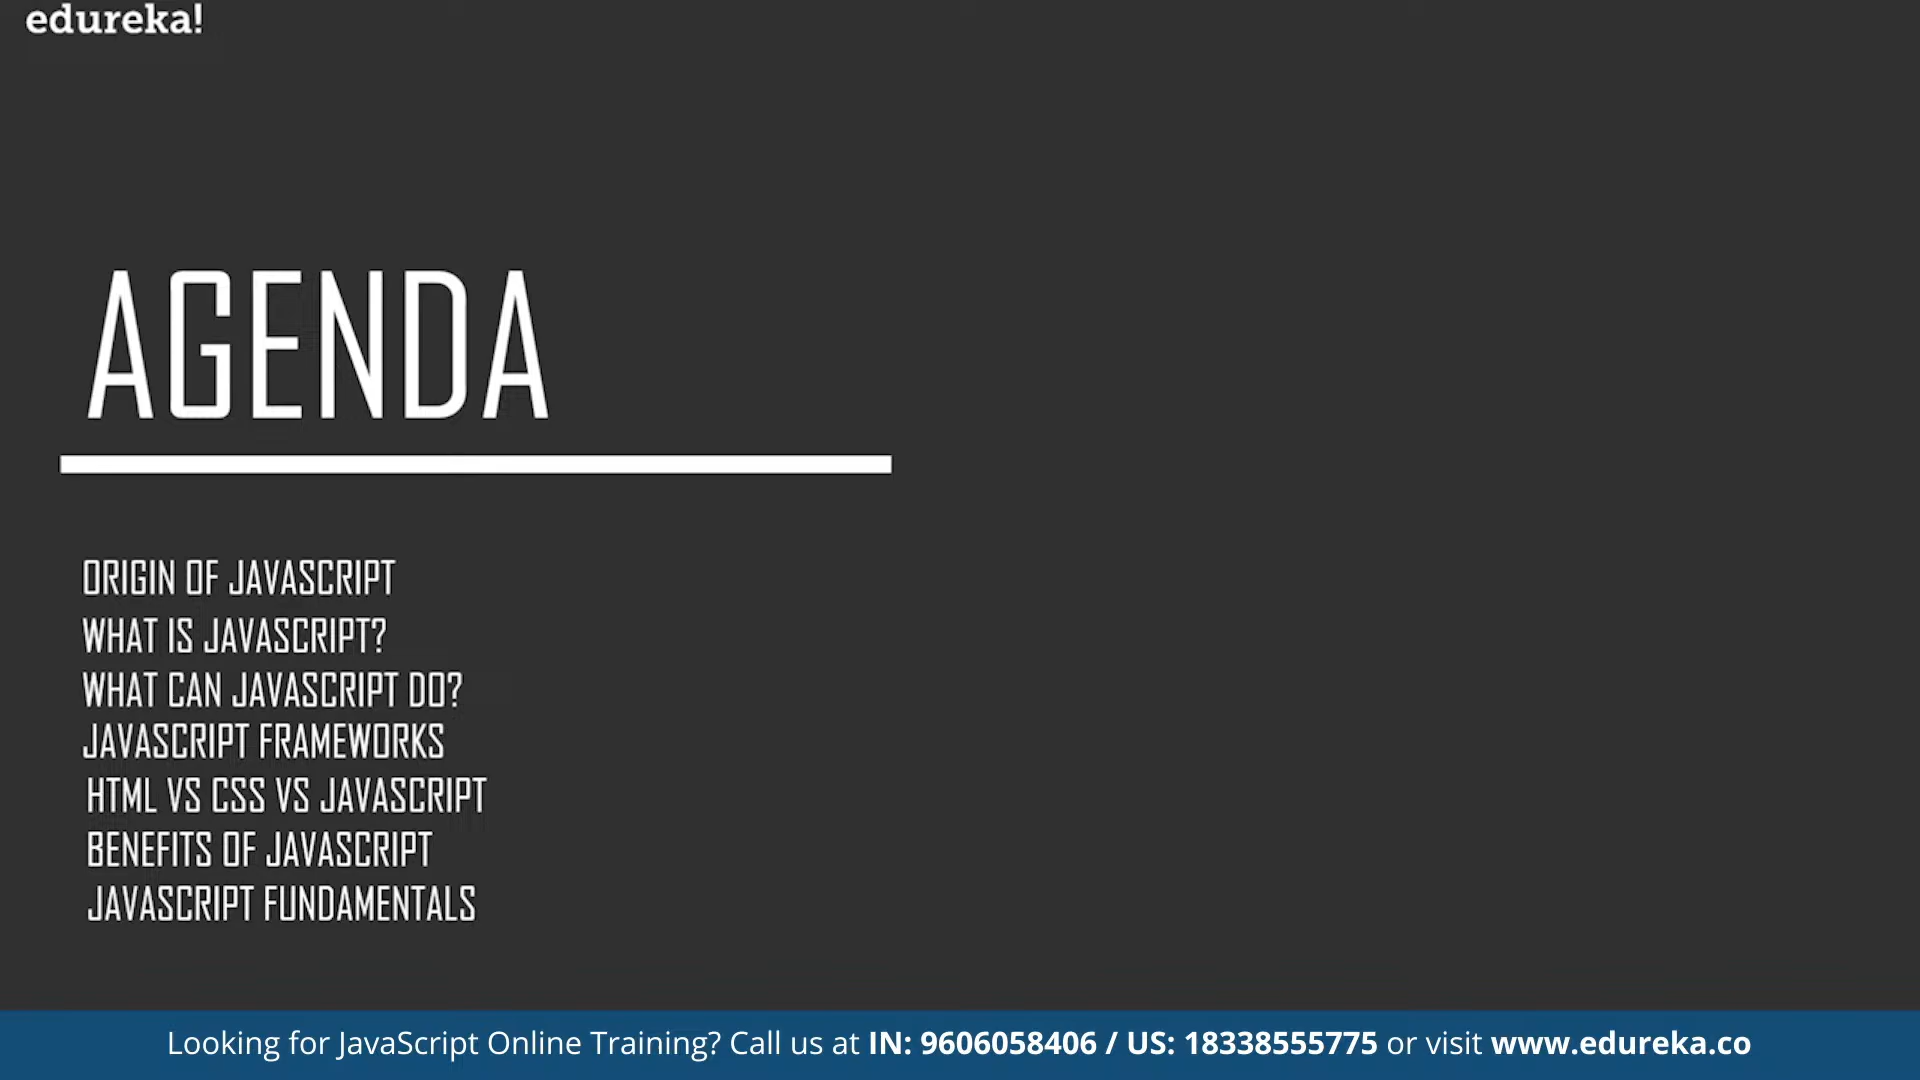 edureka!
AGENDA
ORIGIN OF JAVASCRIPT
WHAT IS JAVASCRIPT?
WHAT CAN JAVASCRIPT DO?
JAVASCRIPT FRAMEWORKS
HTML VS CSS VS JAVASCRIPT
BENEFITS OF JAVASCRIPT
JAVASCRIPT FUNDAMENTALS
Looking for JavaScript Online Training? Call us at IN: 9606058406 / US: 18338555775 or visit www.edureka.co